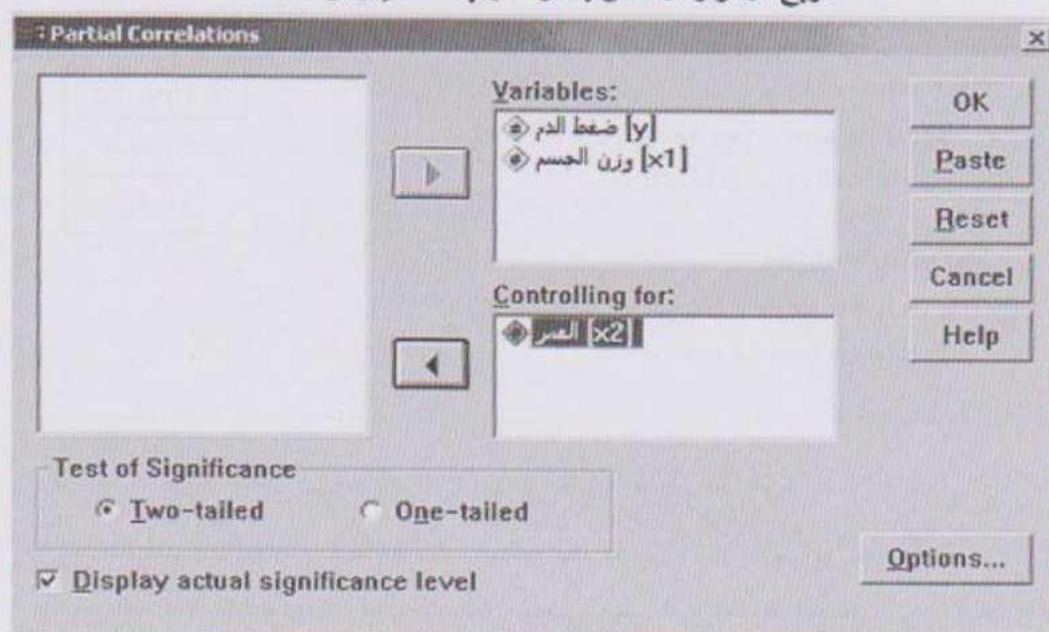 Partial Correlations
Variables:
ضغط الدم [y]
وزن الجسم [x1]
Controlling for:
العمر [x2]
OK
Paste
Reset
Cancel
Help
Test of Significance
Two-tailed
One-tailed
Display actual significance level
Options...